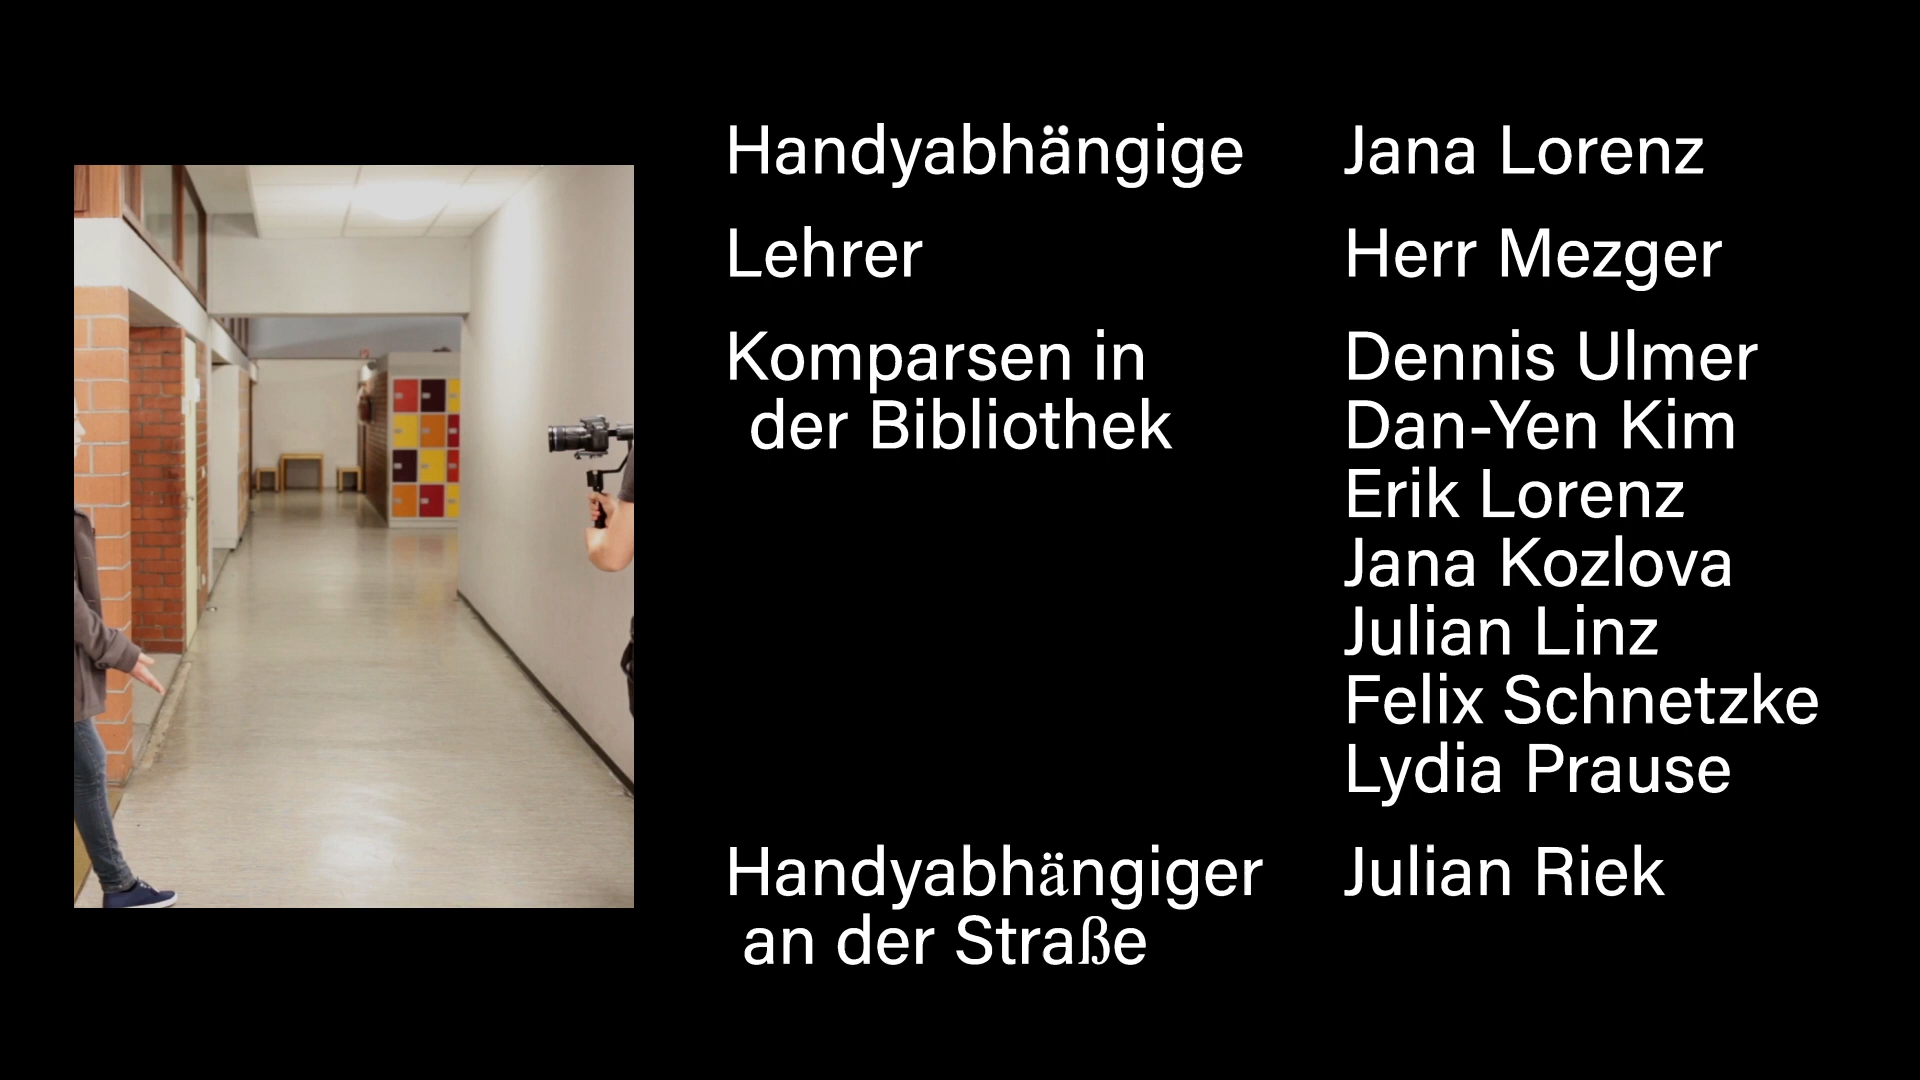 Handyabhängige Jana Lorenz
Lehrer Herr Mezger
Komparsen in Dennis Ulmer
der Bibliothek Dan-Yen Kim
Erik Lorenz
Jana Kozlova
Julian Linz
Felix Schnetzke
Lydia Prause
Handyabhängiger Julian Riek
an der Straße